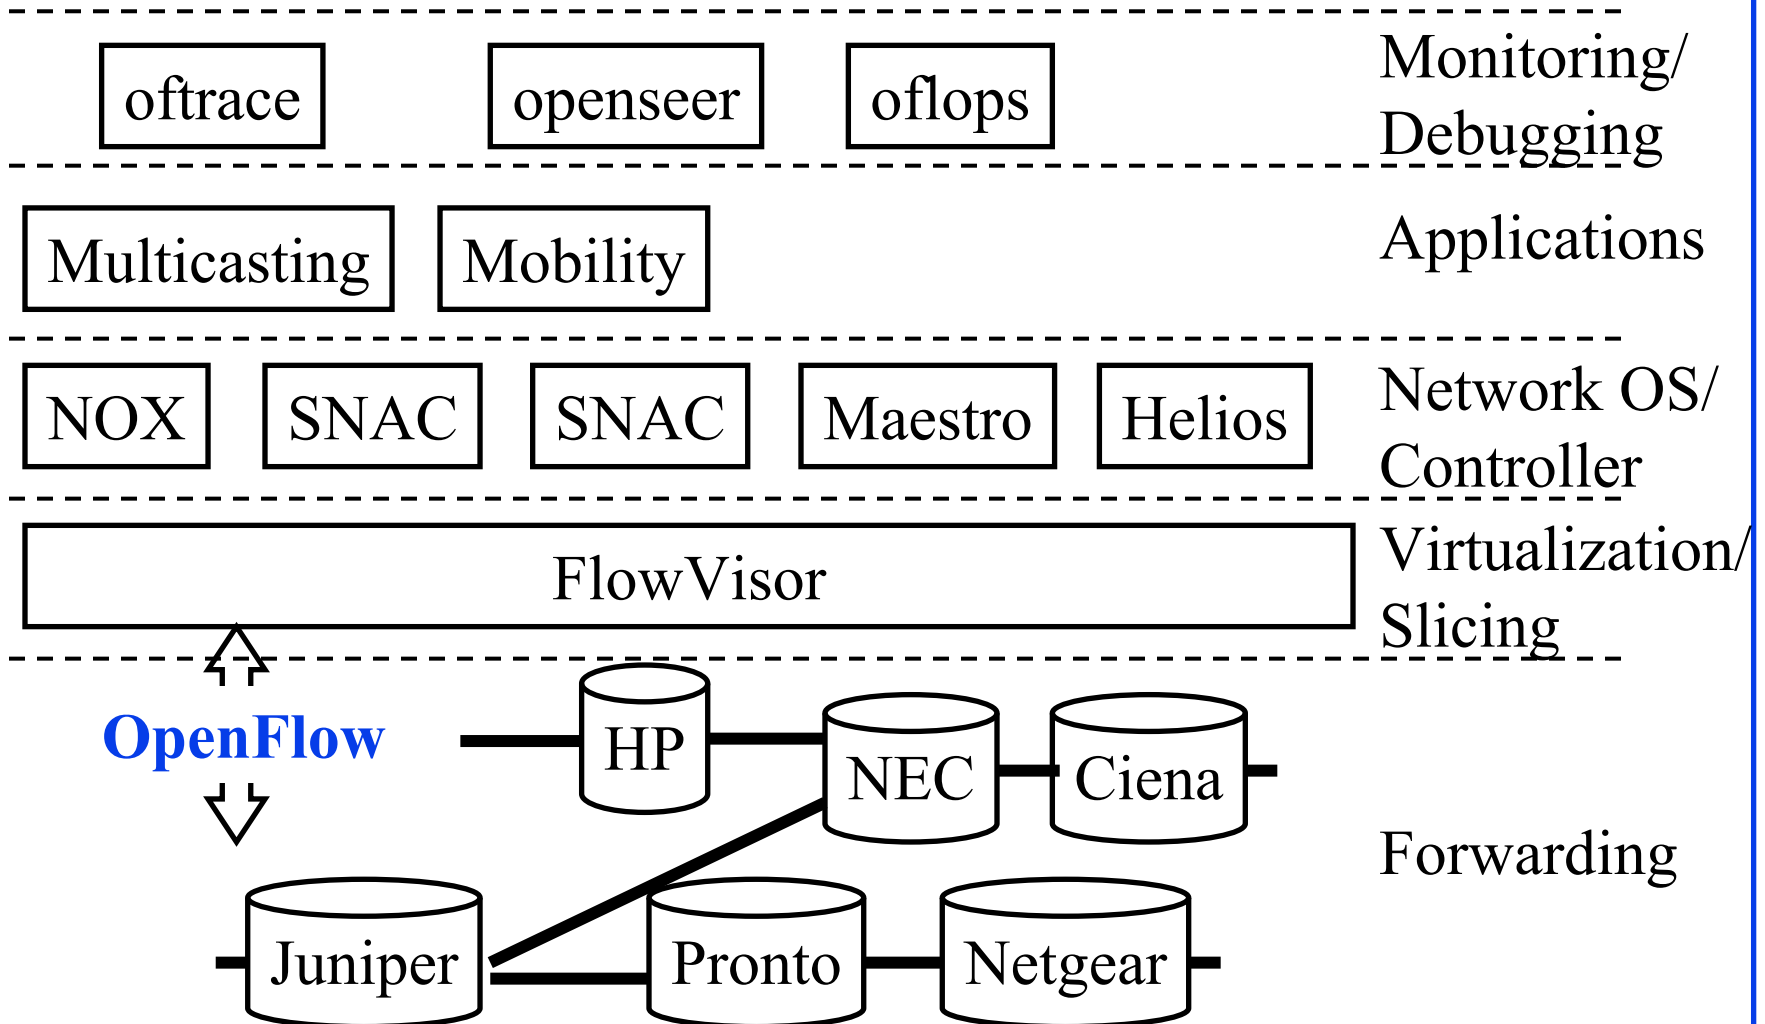 oftrace openseer oflops Monitoring/
Debugging
Multicasting Mobility Applications
NOX SNAC SNAC Maestro Helios Network OS/
Controller
FlowVisor Virtualization/
Slicing
OpenFlow HP NEC Ciena
Forwarding
Juniper Pronto Netgear